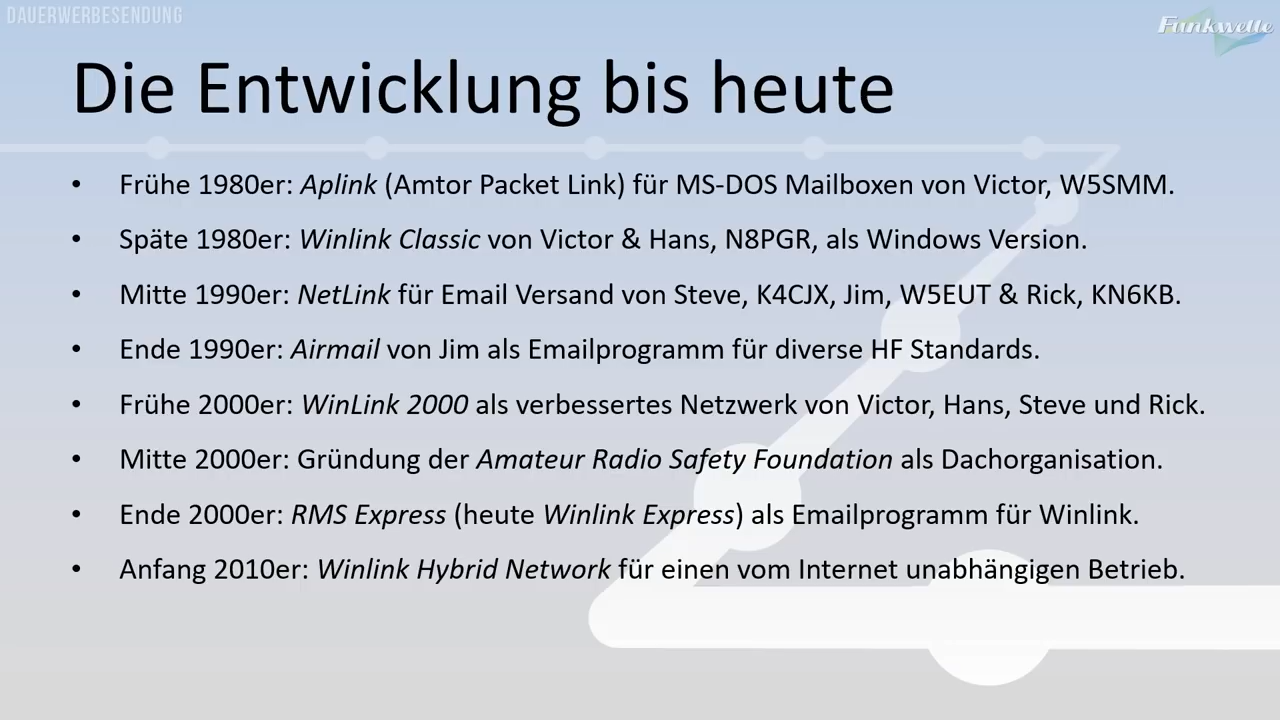 DAUERWERBESENDUNG
Funkwelle
Die Entwicklung bis heute
• Frühe 1980er: Aplink (Amtor Packet Link) für MS-DOS Mailboxen von Victor, W5SMM.
• Späte 1980er: Winlink Classic von Victor & Hans, N8PGR, als Windows Version.
• Mitte 1990er: NetLink für Email Versand von Steve, K4CJX, Jim, W5EUT & Rick, KN6KB.
• Ende 1990er: Airmail von Jim als Emailprogramm für diverse HF Standards.
• Frühe 2000er: WinLink 2000 als verbessertes Netzwerk von Victor, Hans, Steve und Rick.
• Mitte 2000er: Gründung der Amateur Radio Safety Foundation als Dachorganisation.
• Ende 2000er: RMS Express (heute Winlink Express) als Emailprogramm für Winlink.
• Anfang 2010er: Winlink Hybrid Network für einen vom Internet unabhängigen Betrieb.